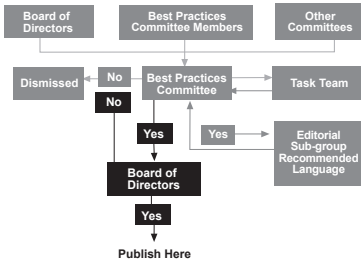 Board of
Directors
Best Practices
Committee Members
Other
Committees
Dismissed
No
Best Practices
Committee
Task Team
No
Yes
Yes
Editorial
Sub-group
Recommended
Language
Board of
Directors
Yes
Publish Here